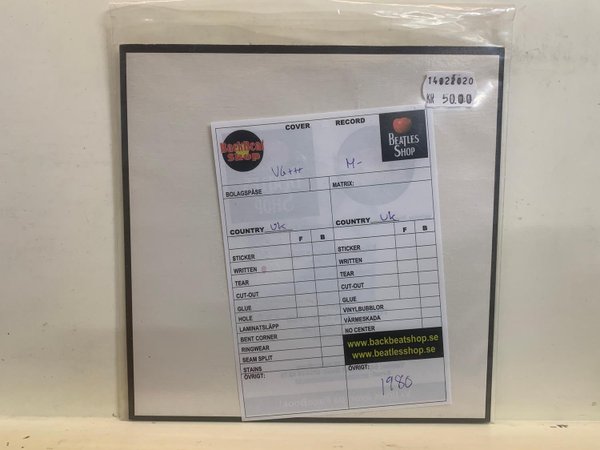 14022020
KR 50.00
COVER
RECORD
BackBeat
SHOP
BEATLES
SHOP
VG+++
M-
BOLAGSPÅSE
MATRIX:
COUNTRY UK
COUNTRY UK
F B
F B
STICKER
STICKER
WRITTEN
WRITTEN
TEAR
TEAR
CUT-OUT
CUT-OUT
GLUE
GLUE
HOLE
VINYLBUBBLOR
LAMINATSLÄPP
VÄRMESKADA
BENT CORNER
NO CENTER
RINGWEAR
www.backbeatshop.se
SEAM SPLIT
www.beatlesshop.se
STAINS
ÖVRIGT:
ÖVRIGT:
1980